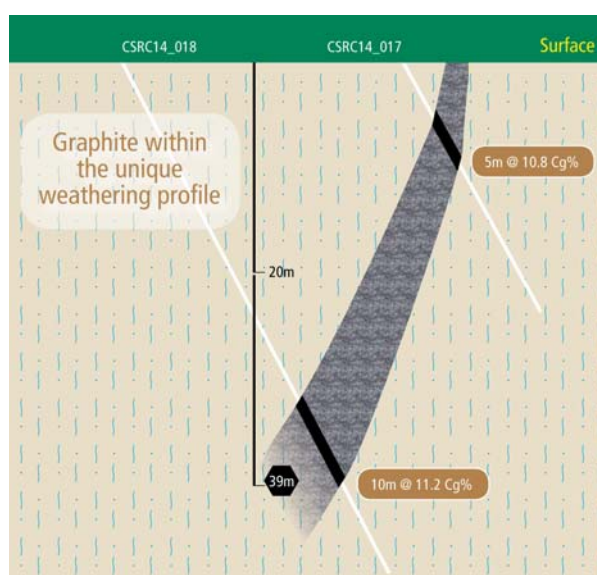 CSRC14_018
CSRC14_017
Surface
Graphite within
the unique
weathering profile
5m @ 10.8 Cg%
20m
39m
10m @ 11.2 Cg%